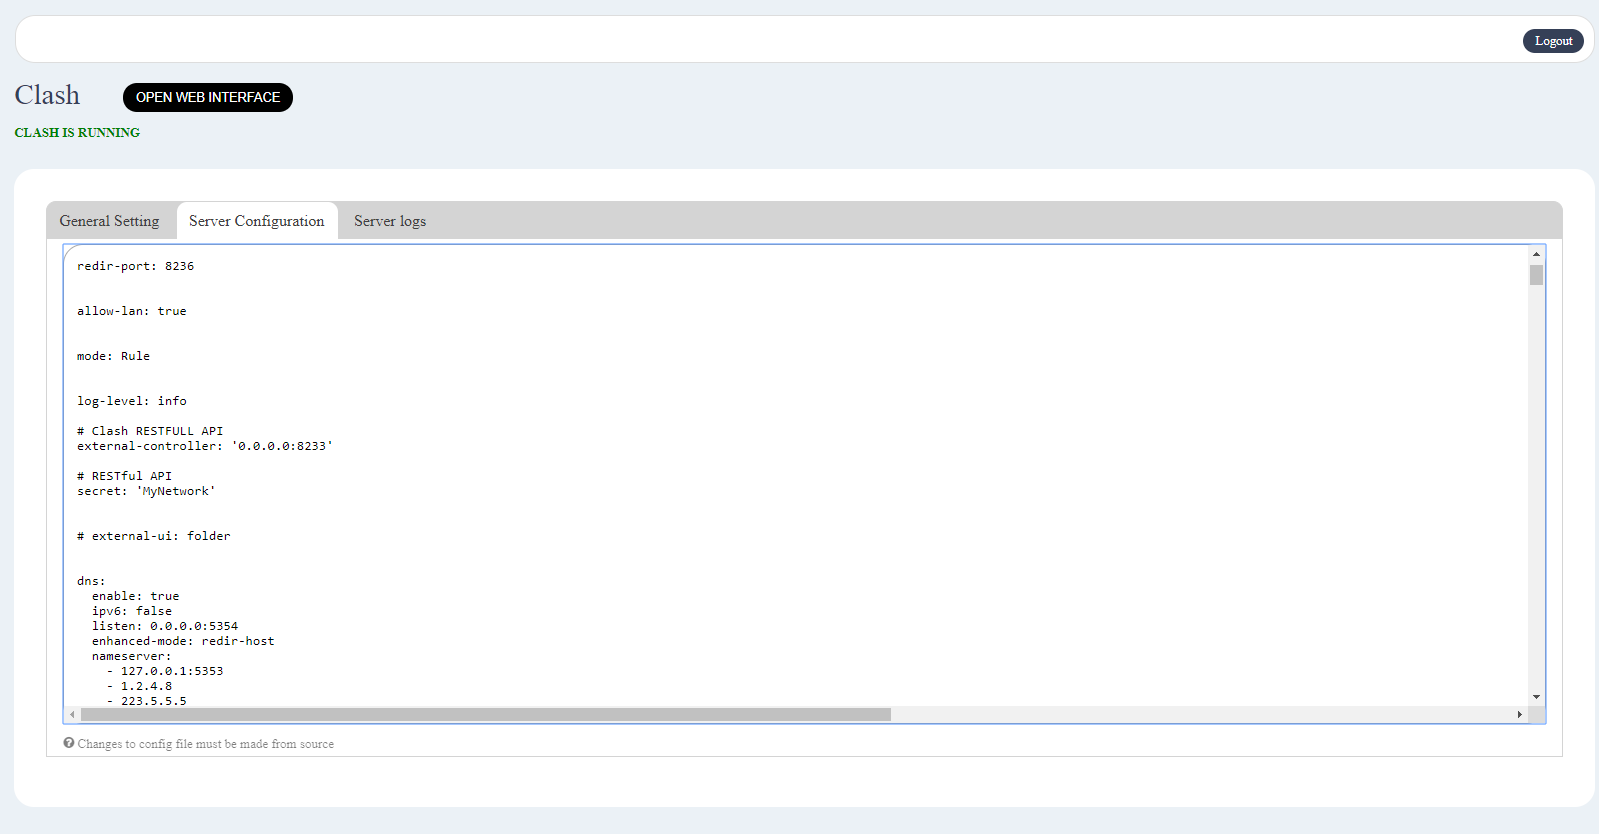 Logout
Clash
OPEN WEB INTERFACE
CLASH IS RUNNING
General Setting
Server Configuration
Server logs
redir-port: 8236
allow-lan: true
mode: Rule
log-level: info
# Clash RESTFULL API
external-controller: '0.0.0.0:8233'
# RESTful API
secret: 'MyNetwork'
# external-ui: folder
dns:
  enable: true
  ipv6: false
  listen: 0.0.0.0:5354
  enhanced-mode: redir-host
  nameserver:
    - 127.0.0.1:5353
    - 1.2.4.8
    - 223.5.5.5
Changes to config file must be made from source